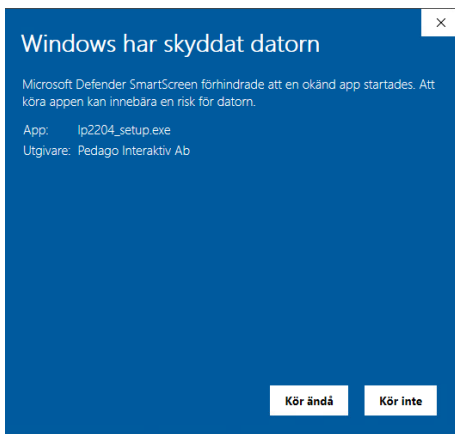 Windows har skyddat datorn
Microsoft Defender SmartScreen förhindrade att en okänd app startades. Att
köra appen kan innebära en risk för datorn.
App: lp2204_setup.exe
Utgivare: Pedago Interaktiv Ab
Kör ändå Kör inte